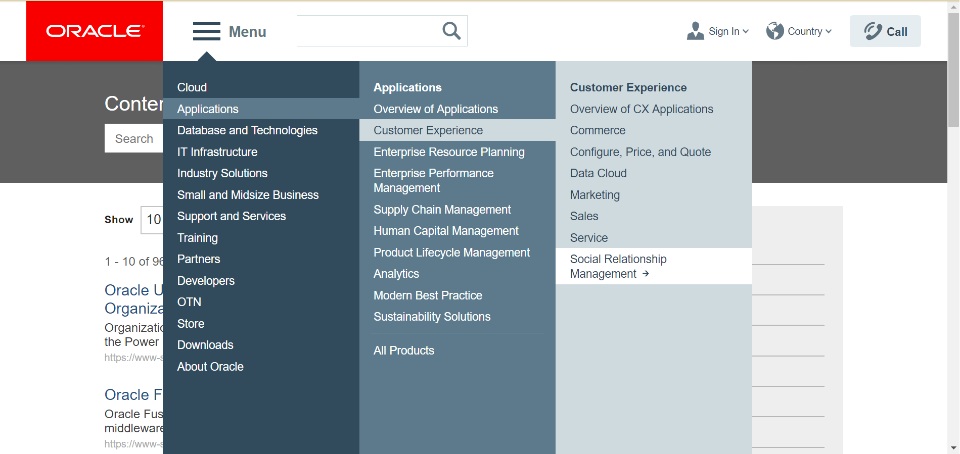 ORACLE
Menu
Sign In
Country
Call
Search
Show
10
1 - 10 of
Oracle
Oracle
Oracle Fus
the Power
https://www-s
middleware
https://www-s
Cloud
Applications
Database and Technologies
IT Infrastructure
Industry Solutions
Small and Midsize Business
Support and Services
Training
Partners
Developers
OTN
Store
Downloads
About Oracle
Applications
Overview of Applications
Customer Experience
Enterprise Resource Planning
Enterprise Performance
Management
Supply Chain Management
Human Capital Management
Product Lifecycle Management
Analytics
Modern Best Practice
Sustainability Solutions
All Products
Customer Experience
Overview of CX Applications
Commerce
Configure, Price, and Quote
Data Cloud
Marketing
Sales
Service
Social Relationship
Management →